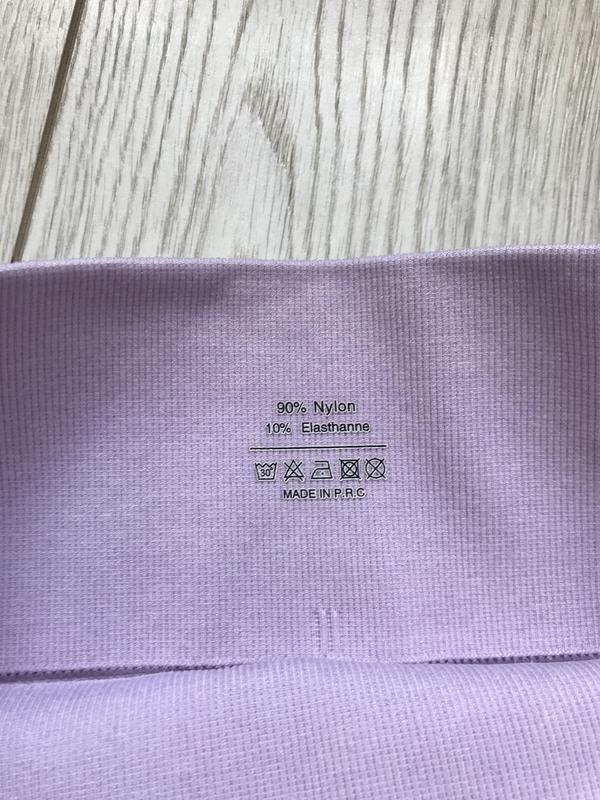 90% Nylon
10% Elasthanne
30°
MADE IN P.R.C